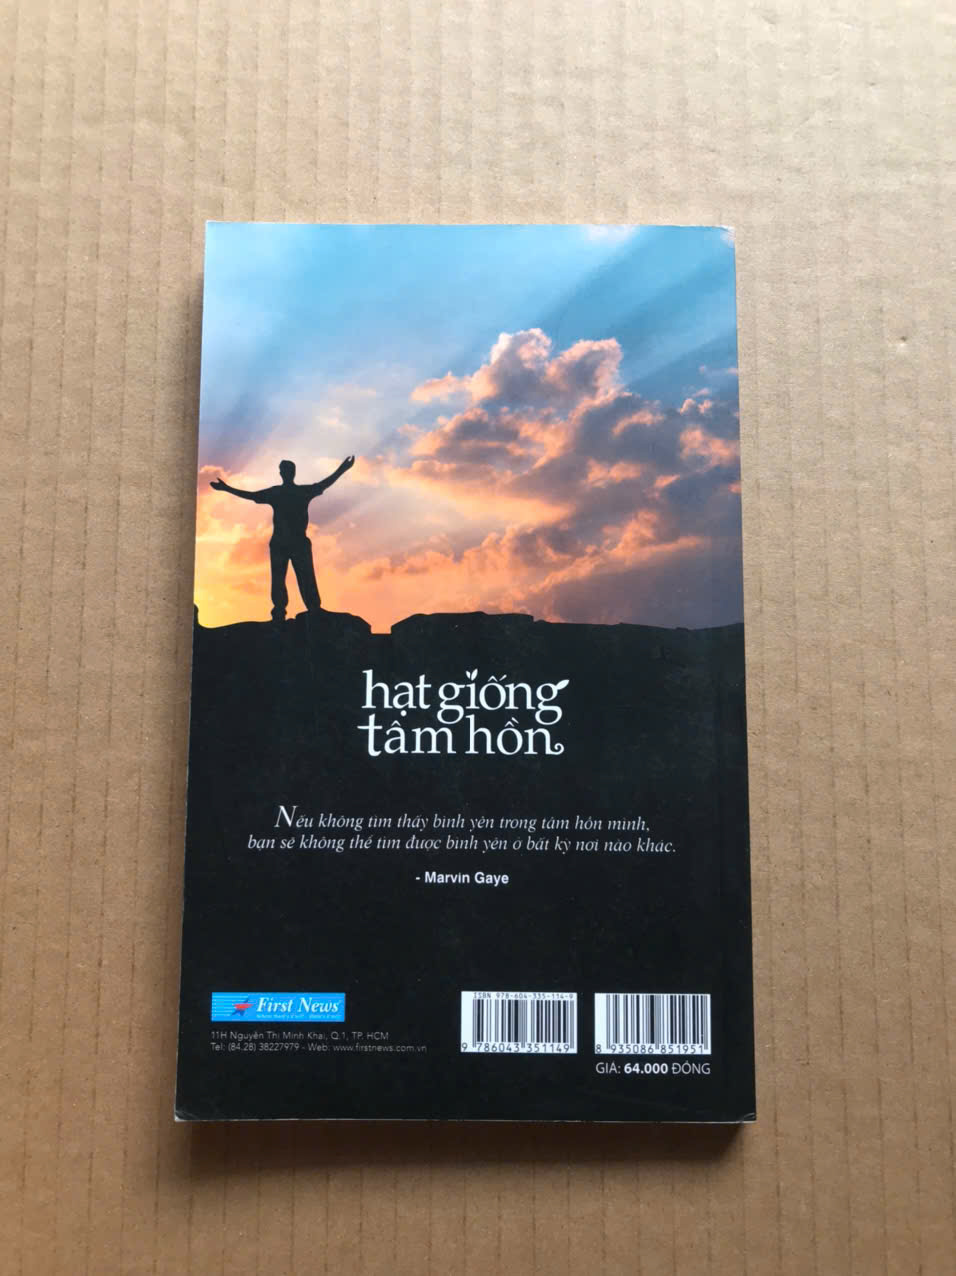 hạt giống
tâm hồn
Nếu không tìm thấy bình yên trong tâm hồn mình,
bạn sẽ không thể tìm được bình yên ở bất kỳ nơi nào khác.
- Marvin Gaye
First News
11H Nguyễn Thị Minh Khai, Q.1, TP. HCM
Tel: (84.28) 38227979 - Web: www.firstnews.com.vn
ISBN 978-604-335-114-9
9 786043 351149
8 935086 851951
GIÁ: 64.000 ĐỒNG